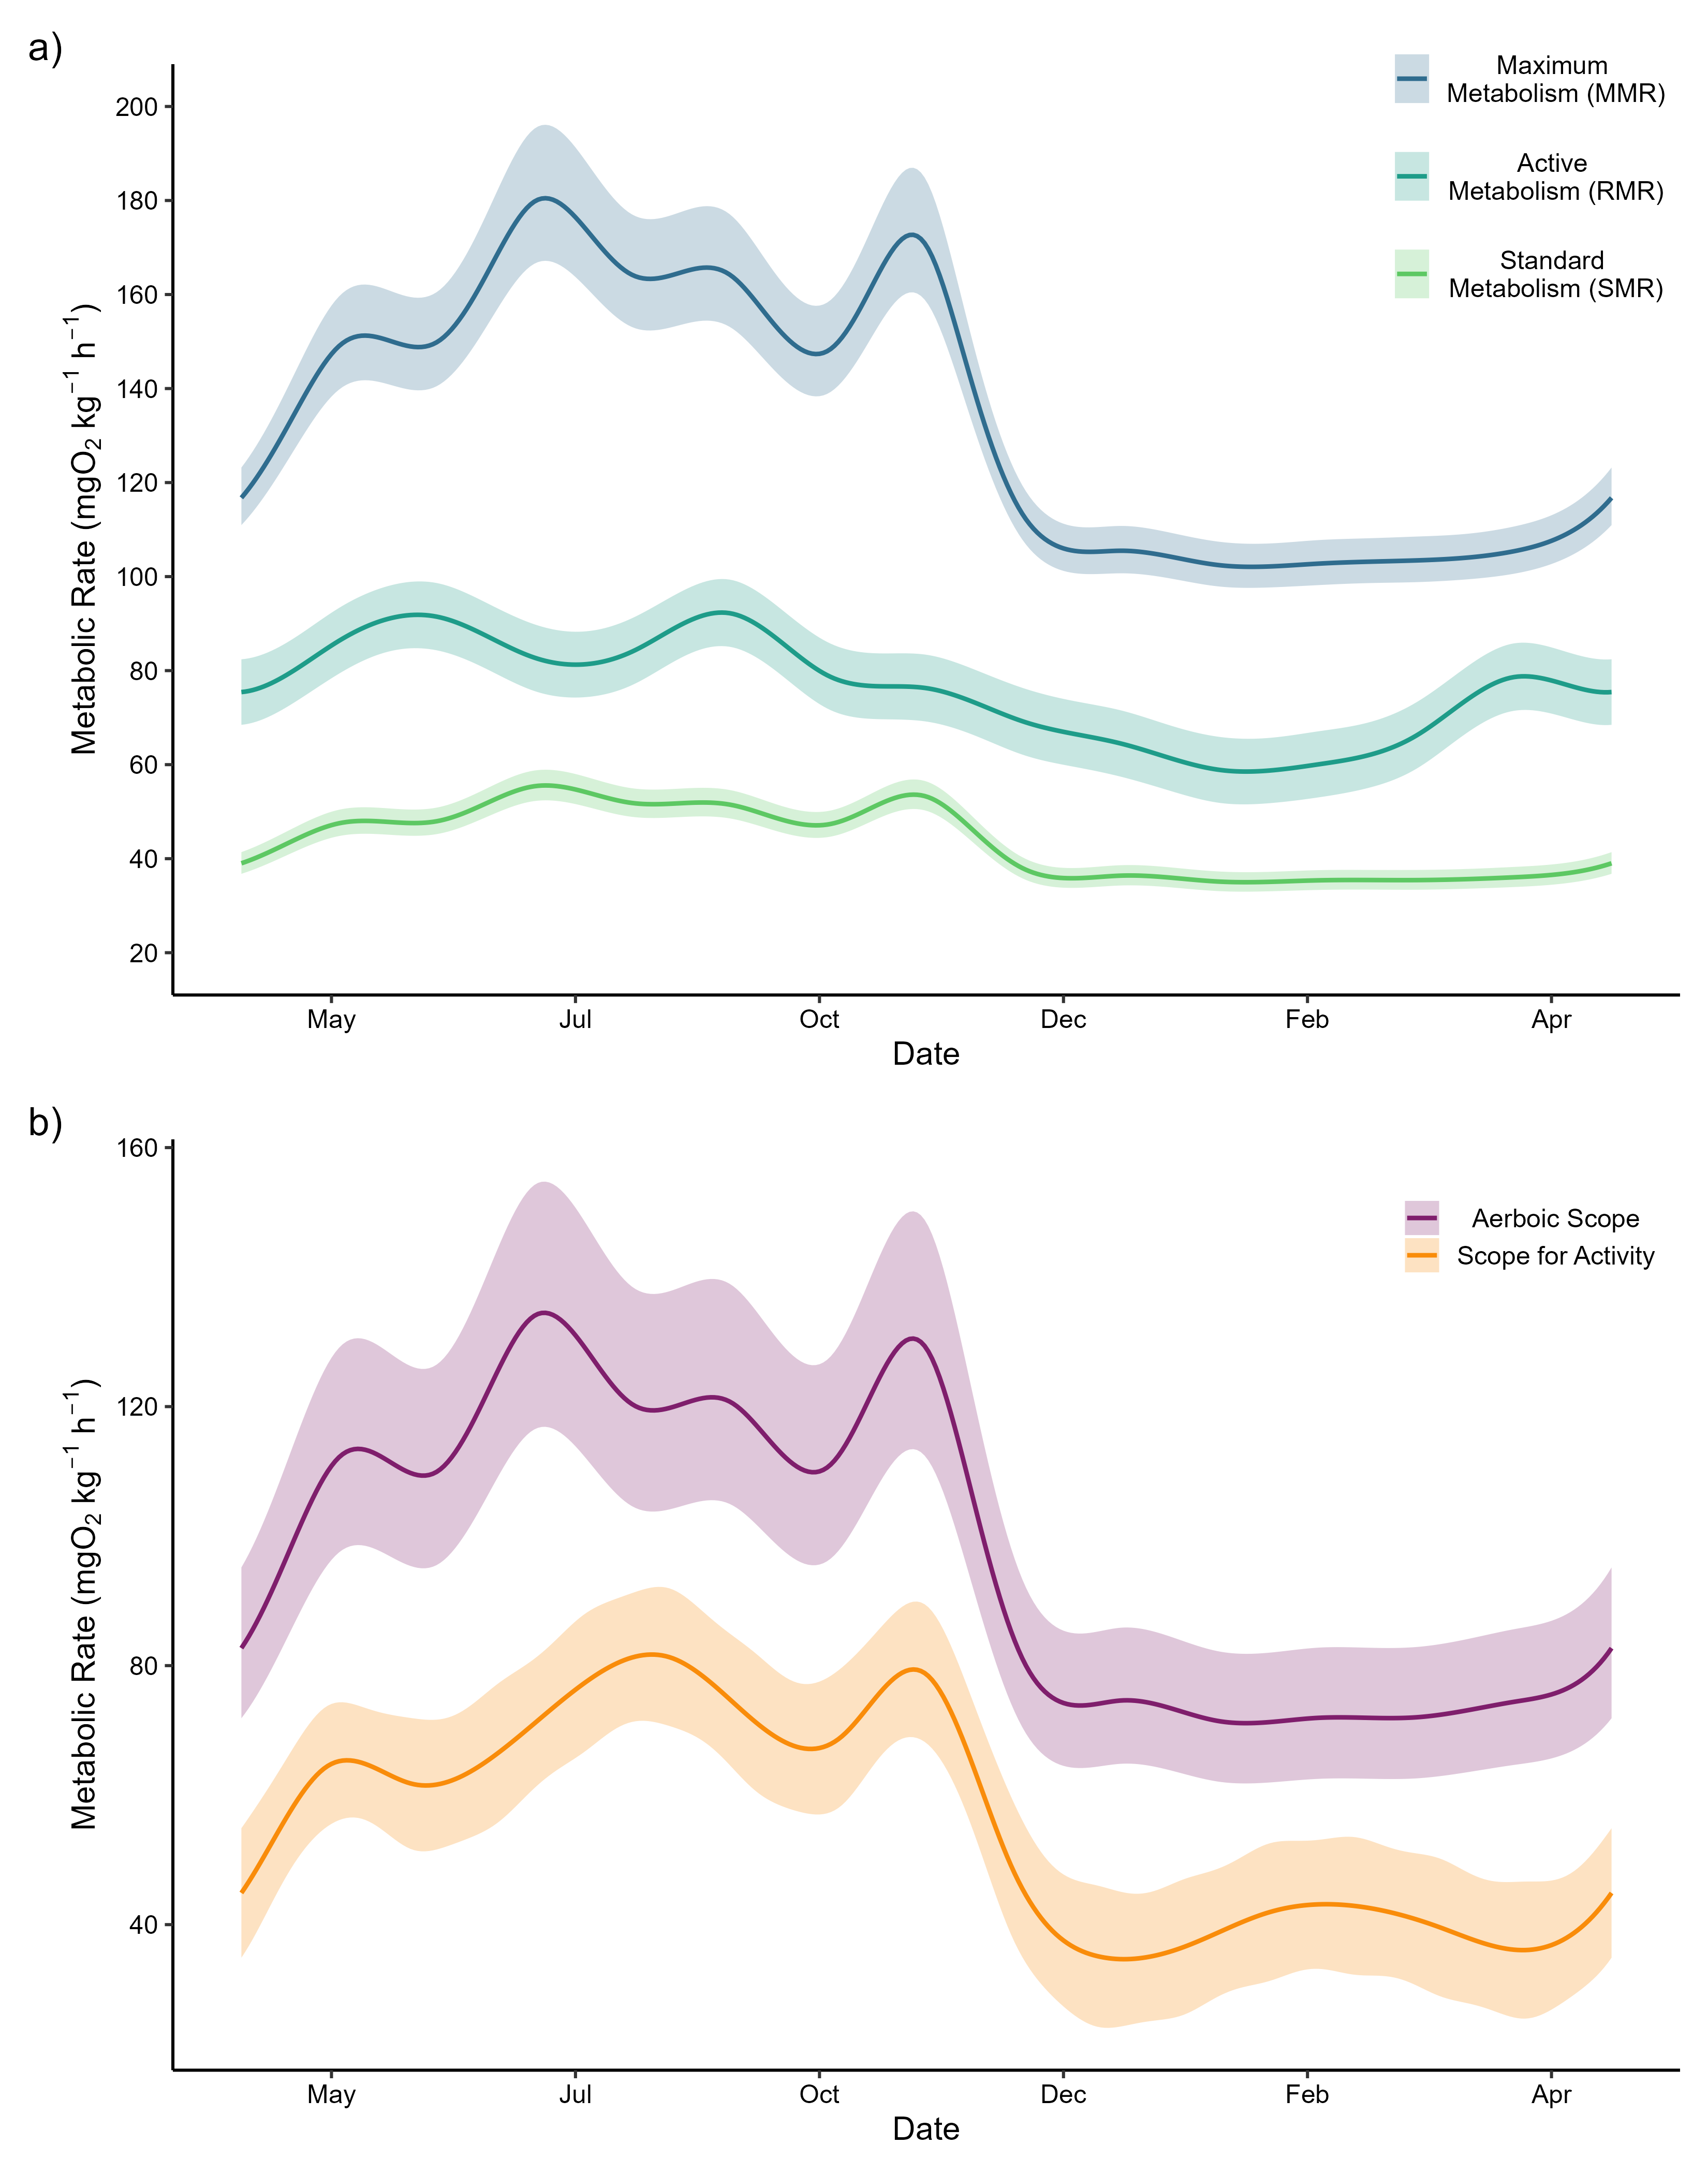 a)
Maximum
Metabolism (MMR)
Active
Metabolism (RMR)
Standard
Metabolism (SMR)
200
180
160
140
120
100
80
60
40
20
Metabolic Rate (mgO₂ kg⁻¹ h⁻¹)
May Jul Oct Dec Feb Apr
Date
b)
Aerboic Scope
Scope for Activity
160
120
80
40
Metabolic Rate (mgO₂ kg⁻¹ h⁻¹)
May Jul Oct Dec Feb Apr
Date